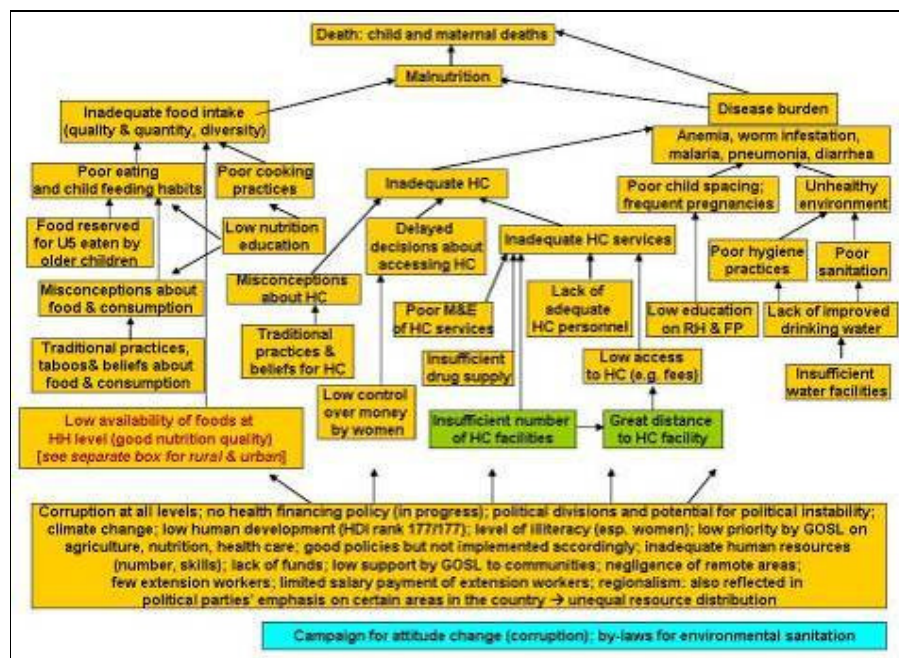 Death: child and maternal deaths
Malnutrition
Inadequate food intake
(quality & quantity, diversity)
Disease burden
Anemia, worm infestation,
malaria, pneumonia, diarrhea
Poor eating
and child feeding habits
Poor cooking
practices
Inadequate HC
Poor child spacing;
frequent pregnancies
Unhealthy
environment
Food reserved
for U5 eaten by
older children
Low nutrition
education
Delayed
decisions about
accessing HC
Inadequate HC services
Poor hygiene
practices
Poor
sanitation
Misconceptions about
food & consumption
Misconceptions
about HC
Poor M&E
of HC services
Lack of
adequate
HC personnel
Low education
on RH & FP
Lack of improved
drinking water
Traditional practices,
taboos& beliefs about
food & consumption
Traditional
practices &
beliefs for HC
Insufficient
drug supply
Low access
to HC (e.g. fees)
Insufficient
water facilities
Low availability of foods at
HH level (good nutrition quality)
[see separate box for rural & urban]
Low control
over money
by women
Insufficient number
of HC facilities
Great distance
to HC facility
Corruption at all levels; no health financing policy (in progress); political divisions and potential for political instability;
climate change; low human development (HDI rank 177/177); level of illiteracy (esp. women); low priority by GOSL on
agriculture, nutrition, health care; good policies but not implemented accordingly; inadequate human resources
(number, skills); lack of funds; low support by GOSL to communities; negligence of remote areas;
few extension workers; limited salary payment of extension workers; regionalism: also reflected in
political parties' emphasis on certain areas in the country → unequal resource distribution
Campaign for attitude change (corruption); by-laws for environmental sanitation